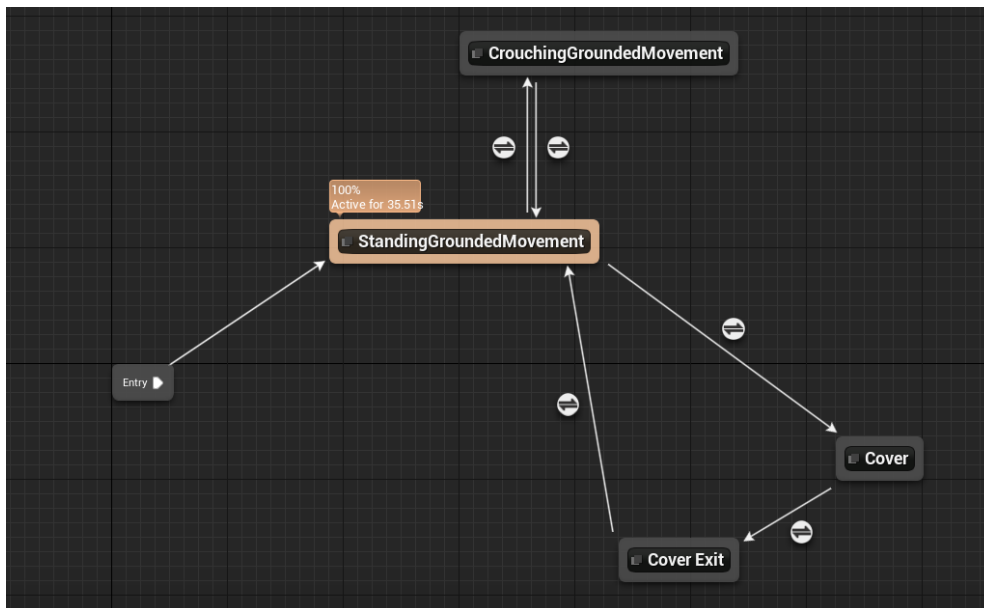 CrouchingGroundedMovement
100%
Active for 35.51s
StandingGroundedMovement
Entry
Cover
Cover Exit